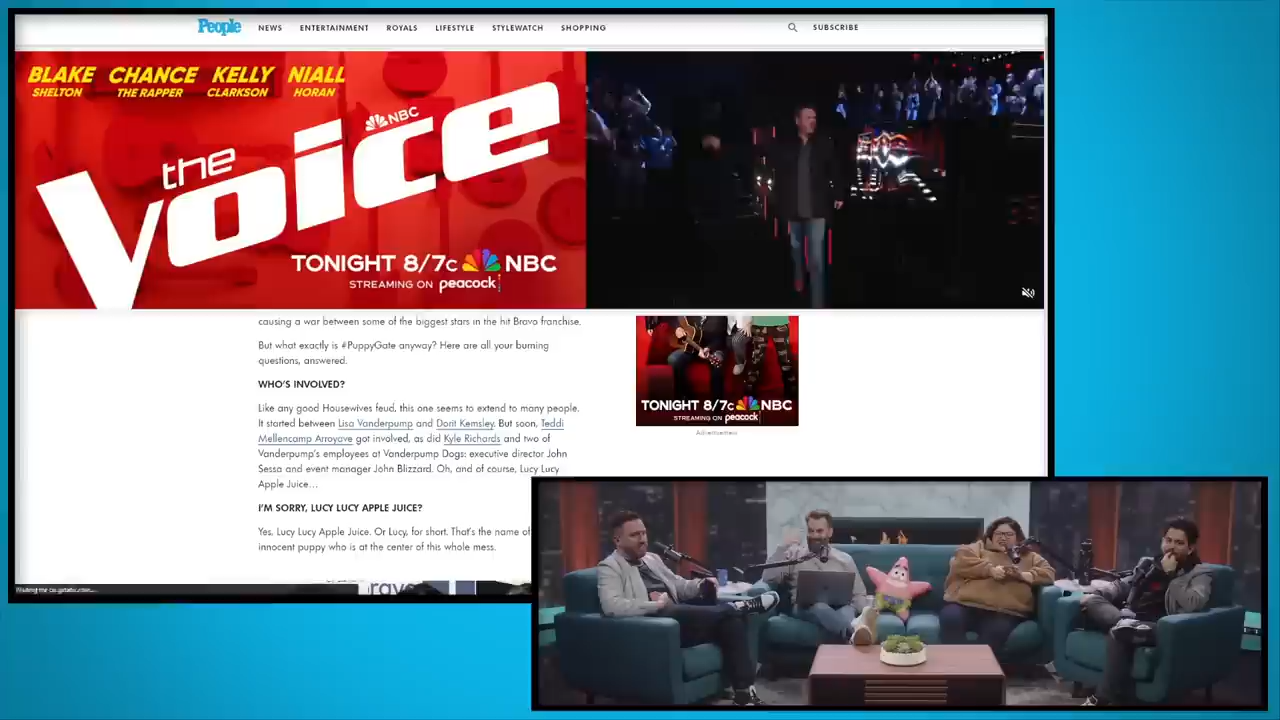 People NEWS ENTERTAINMENT ROYALS LIFESTYLE STYLEWATCH SHOPPING SUBSCRIBE
BLAKE CHANCE KELLY NIALL
SHELTON THE RAPPER CLARKSON HORAN
NBC
the
Voice
TONIGHT 8/7c NBC
STREAMING ON peacock
causing a war between some of the biggest stars in the hit Bravo franchise.
But what exactly is #PuppyGate anyway? Here are all your burning
questions, answered.
WHO'S INVOLVED?
Like any good Housewives feud, this one seems to extend to many people.
It started between Lisa Vanderpump and Dorit Kemsley. But soon, Teddi
Mellencamp Arroyave got involved, as did Kyle Richards and two of
Vanderpump's employees at Vanderpump Dogs: executive director John
Sessa and event manager John Blizzard. Oh, and of course, Lucy Lucy
Apple Juice...
I'M SORRY, LUCY LUCY APPLE JUICE?
Yes, Lucy Lucy Apple Juice. Or Lucy, for short. That's the name of
innocent puppy who is at the center of this whole mess.
TONIGHT 8/7c NBC
STREAMING ON peacock
Advertisement